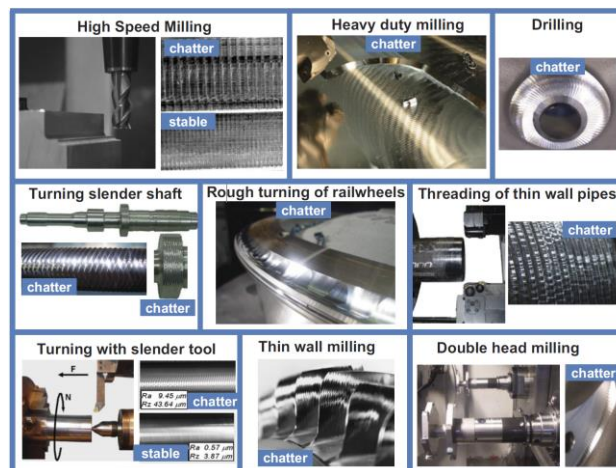 High Speed Milling
chatter
stable
Heavy duty milling
chatter
Drilling
chatter
Turning slender shaft
chatter
chatter
Rough turning of railwheels
chatter
Threading of thin wall pipes
chatter
Turning with slender tool
F
N
Ra 9.45 μm
Rz 43.64 μm
chatter
stable
Ra 0.57 μm
Rz 3.87 μm
Thin wall milling
chatter
Double head milling
chatter